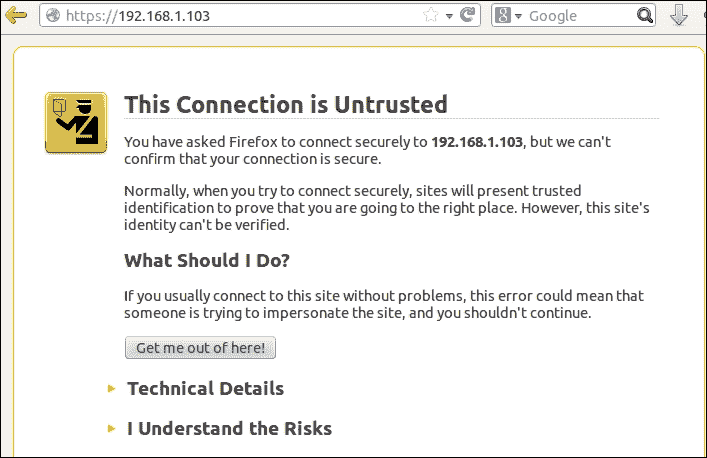 https://192.168.1.103
Google
This Connection is Untrusted
You have asked Firefox to connect securely to 192.168.1.103, but we can't
confirm that your connection is secure.
Normally, when you try to connect securely, sites will present trusted
identification to prove that you are going to the right place. However, this site's
identity can't be verified.
What Should I Do?
If you usually connect to this site without problems, this error could mean that
someone is trying to impersonate the site, and you shouldn't continue.
Get me out of here!
Technical Details
I Understand the Risks